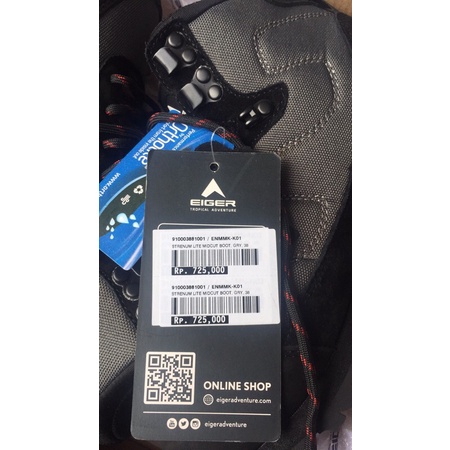 Ortholite
EIGER
TROPICAL ADVENTURE
910003881001 / ENMMK-K01
STRENUM LITE MIDCUT BOOT, GRY, 38
Rp. 725,000
910003881001 / ENMMK-K01
STRENUM LITE MIDCUT BOOT, GRY, 38
Rp. 725,000
ONLINE SHOP
eigeradventure.com
eigeradventure